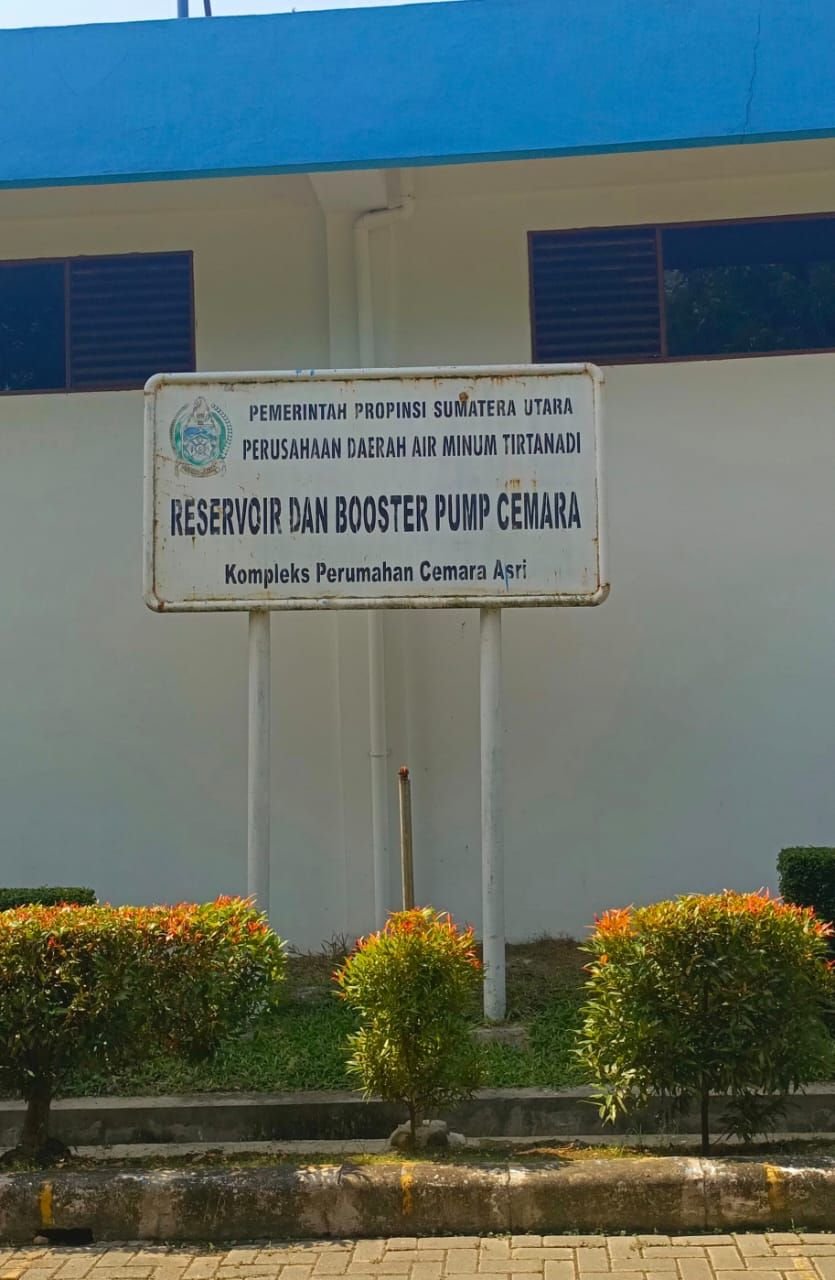 PEMERINTAH PROPINSI SUMATERA UTARA
PERUSAHAAN DAERAH AIR MINUM TIRTANADI
RESERVOIR DAN BOOSTER PUMP CEMARA
Kompleks Perumahan Cemara Asri